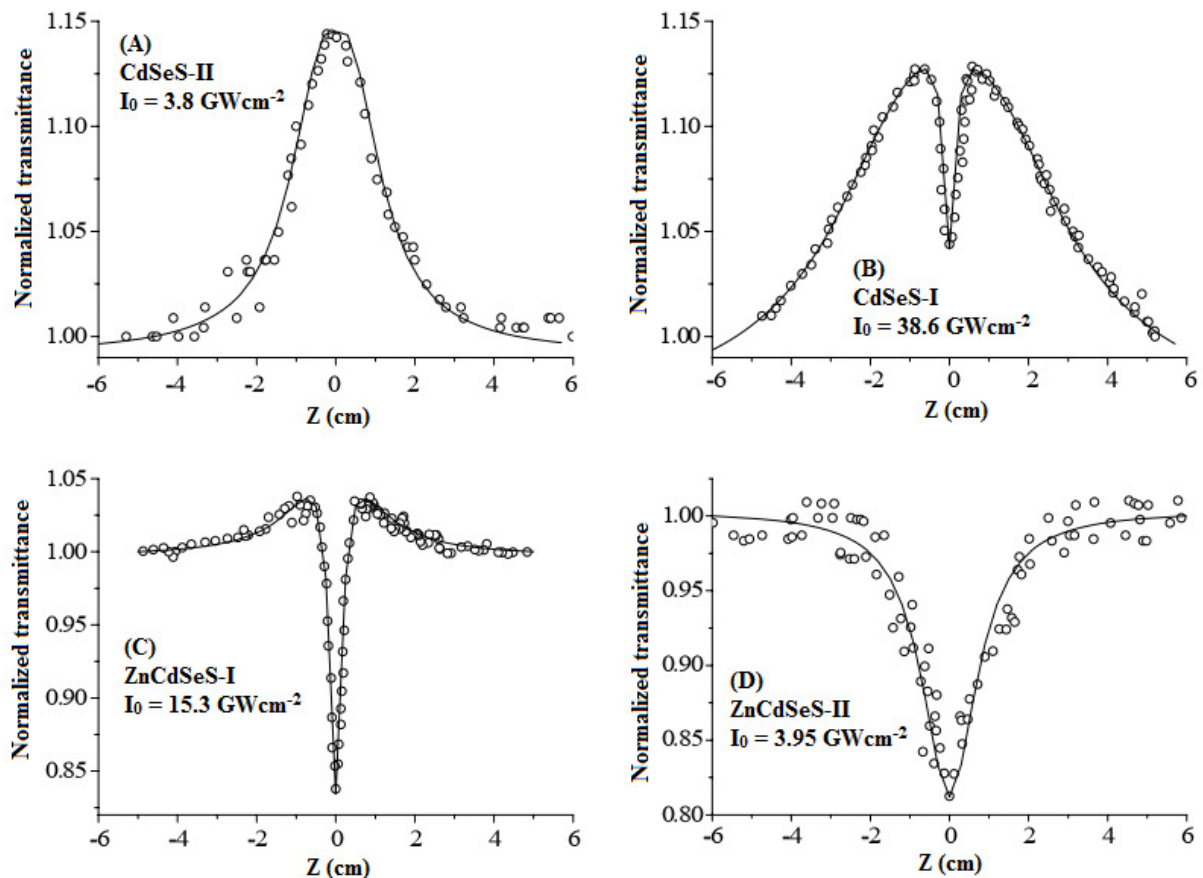 1.15
1.10
1.05
1.00
Normalized transmittance
(A)
CdSeS-II
I₀ = 3.8 GWcm⁻²
-6 -4 -2 0 2 4 6
Z (cm)
1.15
1.10
1.05
1.00
Normalized transmittance
(B)
CdSeS-I
I₀ = 38.6 GWcm⁻²
-6 -4 -2 0 2 4 6
Z (cm)
1.05
1.00
0.95
0.90
0.85
Normalized transmittance
(C)
ZnCdSeS-I
I₀ = 15.3 GWcm⁻²
-6 -4 -2 0 2 4 6
Z (cm)
1.00
0.95
0.90
0.85
0.80
Normalized transmittance
(D)
ZnCdSeS-II
I₀ = 3.95 GWcm⁻²
-6 -4 -2 0 2 4 6
Z (cm)